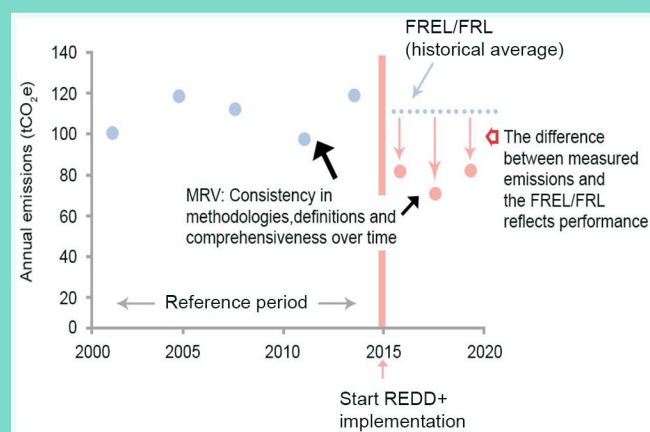 FREL/FRL
(historical average)
Annual emissions (tCO₂e)
140
120
100
80
60
40
20
0
The difference
between measured
emissions and
the FREL/FRL
reflects performance
MRV: Consistency in
methodologies,definitions and
comprehensiveness over time
Reference period
2000
2005
2010
2015
2020
Start REDD+
implementation